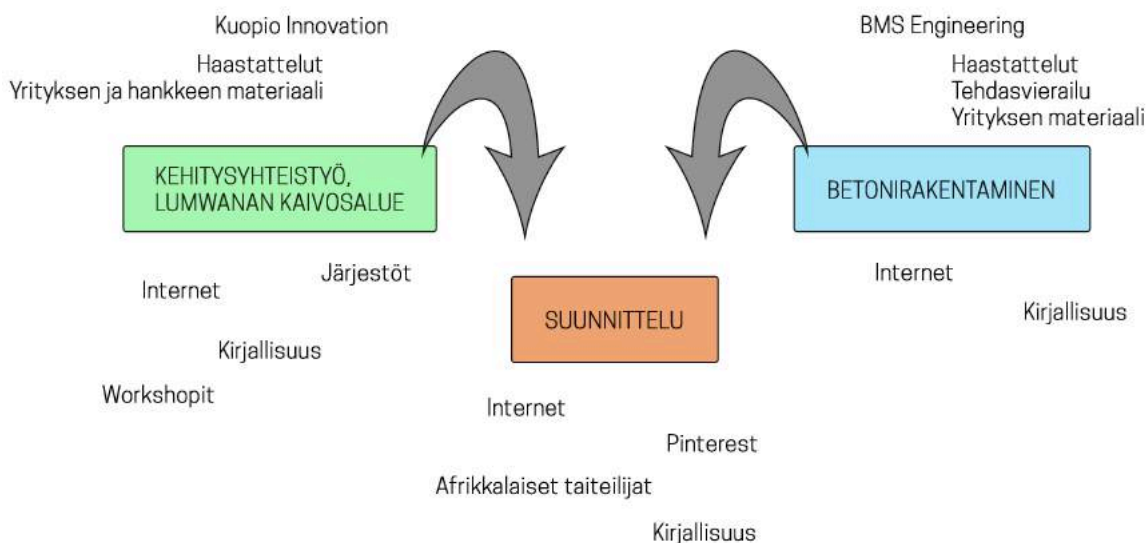 Kuopio Innovation
Haastattelut
Yrityksen ja hankkeen materiaali
KEHITYSYHTEISTYÖ,
LUMWANAN KAIVOSALUE
Järjestöt
Internet
Kirjallisuus
Workshopit
BMS Engineering
Haastattelut
Tehdasvierailu
Yrityksen materiaali
BETONIRAKENTAMINEN
Internet
Kirjallisuus
SUUNNITTELU
Internet
Pinterest
Afrikkalaiset taiteilijat
Kirjallisuus